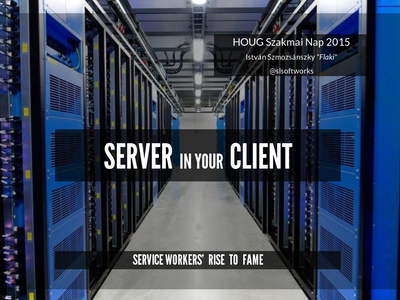 HOUG Szakmai Nap 2015
István Szmozsánszky "Flaki"
@slsoftworks
SERVER IN YOUR CLIENT
SERVICE WORKERS' RISE TO FAME